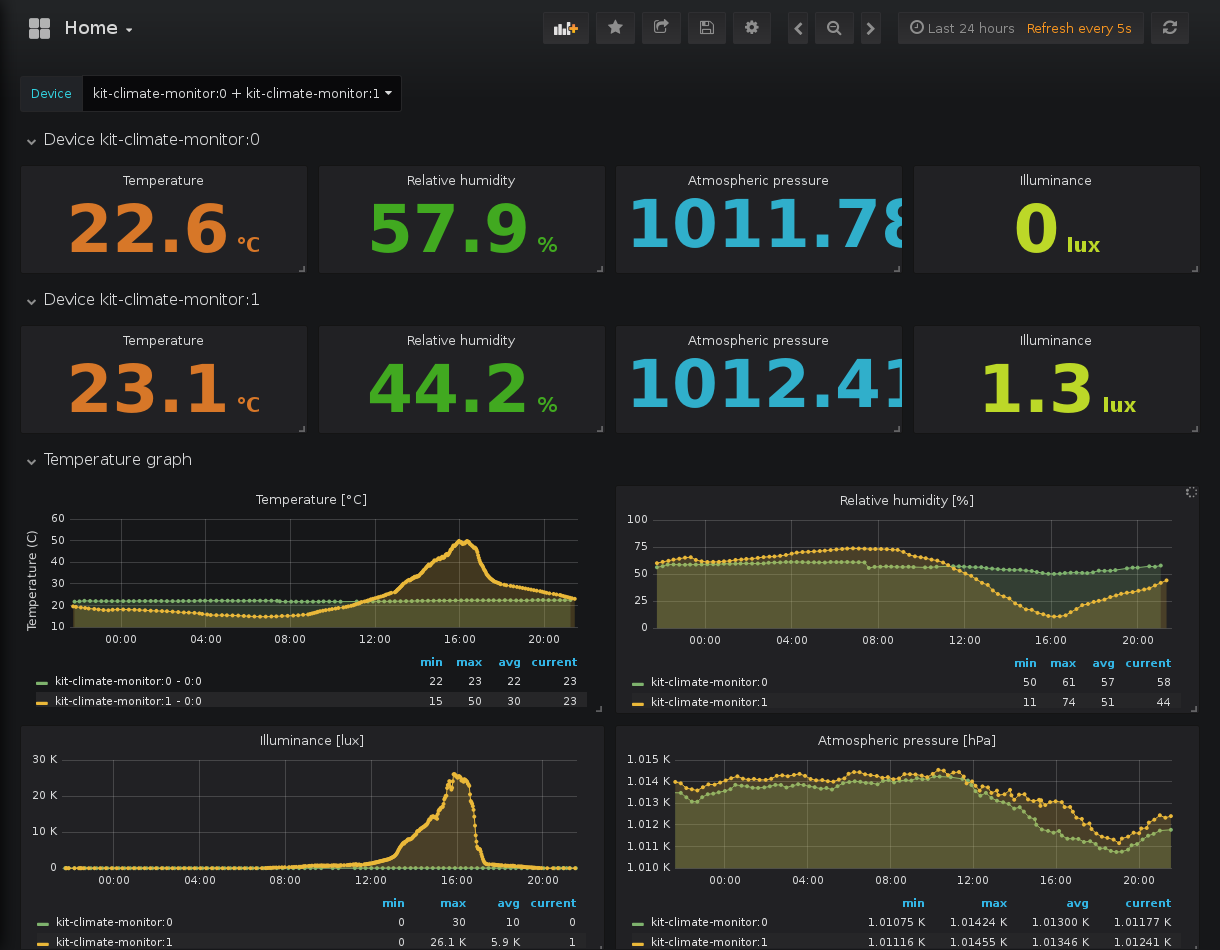 Home
Last 24 hours Refresh every 5s
Device kit-climate-monitor:0 + kit-climate-monitor:1
Device kit-climate-monitor:0
Temperature Relative humidity Atmospheric pressure Illuminance
22.6 °C 57.9 % 1011.78 0 lux
Device kit-climate-monitor:1
Temperature Relative humidity Atmospheric pressure Illuminance
23.1 °C 44.2 % 1012.41 1.3 lux
Temperature graph
Temperature [°C]
Temperature (C)
60
50
40
30
20
10
00:00 04:00 08:00 12:00 16:00 20:00
min max avg current
kit-climate-monitor:0 - 0:0 22 23 22 23
kit-climate-monitor:1 - 0:0 15 50 30 23
Relative humidity [%]
100
75
50
25
0
00:00 04:00 08:00 12:00 16:00 20:00
min max avg current
kit-climate-monitor:0 50 61 57 58
kit-climate-monitor:1 11 74 51 44
Illuminance [lux]
30 K
20 K
10 K
0
00:00 04:00 08:00 12:00 16:00 20:00
min max avg current
kit-climate-monitor:0 0 30 10 0
kit-climate-monitor:1 0 26.1 K 5.9 K 1
Atmospheric pressure [hPa]
1.015 K
1.014 K
1.013 K
1.012 K
1.011 K
1.010 K
00:00 04:00 08:00 12:00 16:00 20:00
min max avg current
kit-climate-monitor:0 1.01075 K 1.01424 K 1.01300 K 1.01177 K
kit-climate-monitor:1 1.01116 K 1.01455 K 1.01346 K 1.01241 K